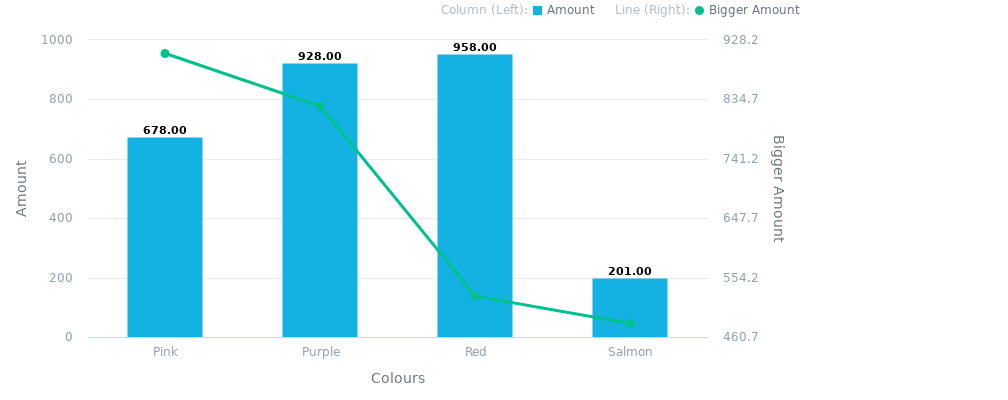 Column (Left): Amount Line (Right): Bigger Amount
1000 928.2
958.00
928.00
800 834.7
678.00
600 741.2
Amount
Bigger Amount
400 647.7
201.00
200 554.2
0 460.7
Pink Purple Red Salmon
Colours